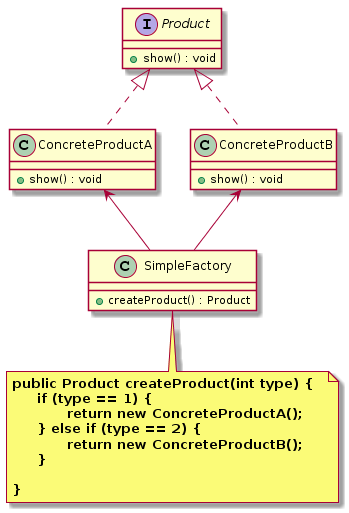 I Product
show() : void
C ConcreteProductA
C ConcreteProductB
show() : void
show() : void
C SimpleFactory
createProduct() : Product
public Product createProduct(int type) {
if (type == 1) {
return new ConcreteProductA();
} else if (type == 2) {
return new ConcreteProductB();
}
}